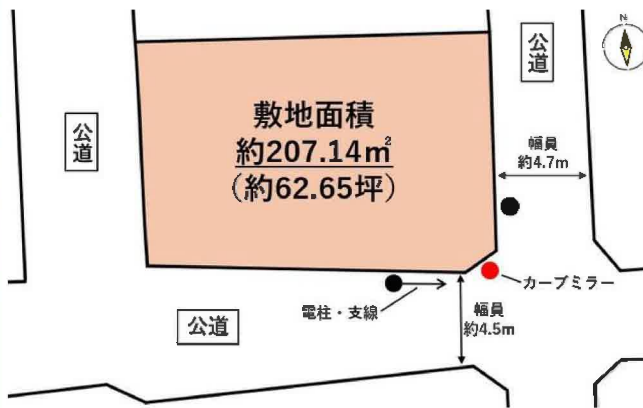 公道
敷地面積
約207.14㎡
（約62.65坪）
公道
幅員
約4.7m
カーブミラー
電柱・支線
幅員
約4.5m
公道